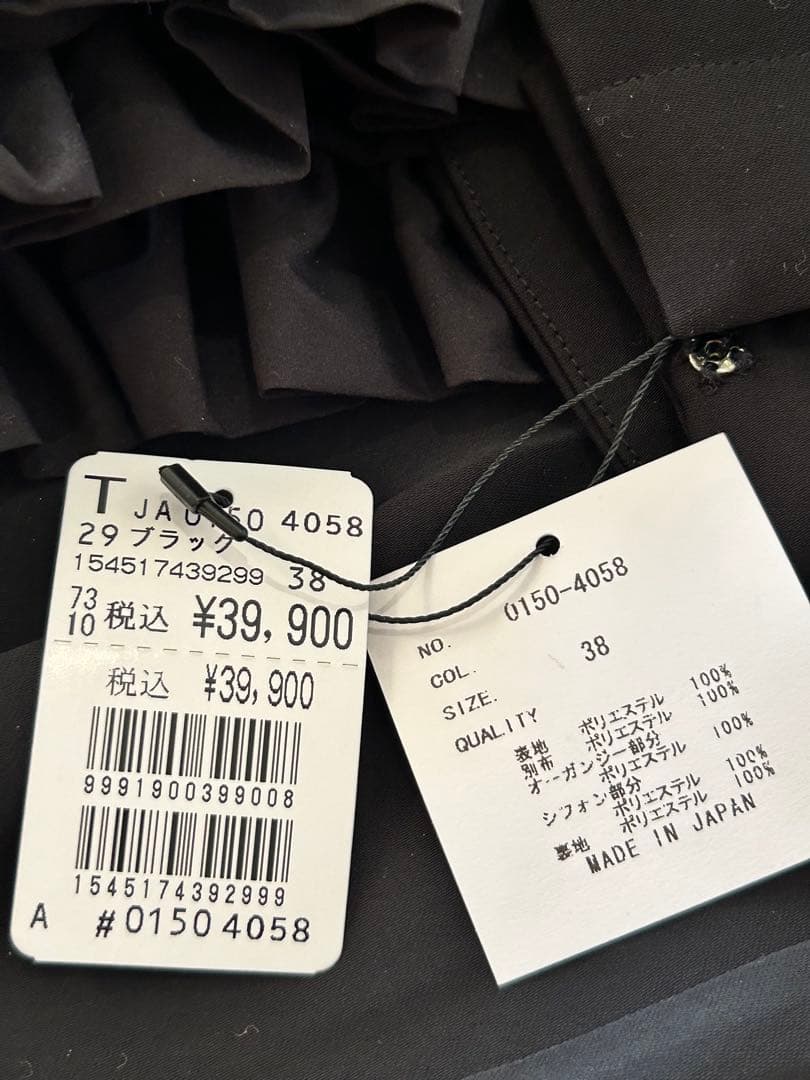 T JA 0150 4058
29 ブラック
154517439299 38
73
10 税込 ¥39,900
税込 ¥39,900
9991900399008
1545174392999
A #0150 4058
NO. 0150-4058
COL.
SIZE. 38
QUALITY
表地 ポリエステル 100%
別布 ポリエステル 100%
オーガンジー部分
ポリエステル 100%
シフォン部分
ポリエステル 100%
裏地 ポリエステル 100%
MADE IN JAPAN